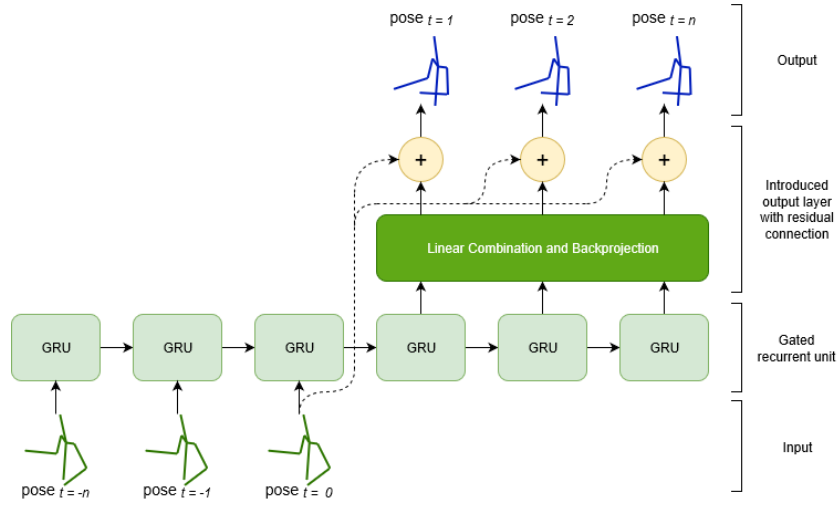 pose t = 1
pose t = 2
pose t = n
Output
+
+
+
Introduced
output layer
with residual
connection
Linear Combination and Backprojection
GRU
GRU
GRU
GRU
GRU
GRU
Gated
recurrent unit
Input
pose t = -n
pose t = -1
pose t = 0